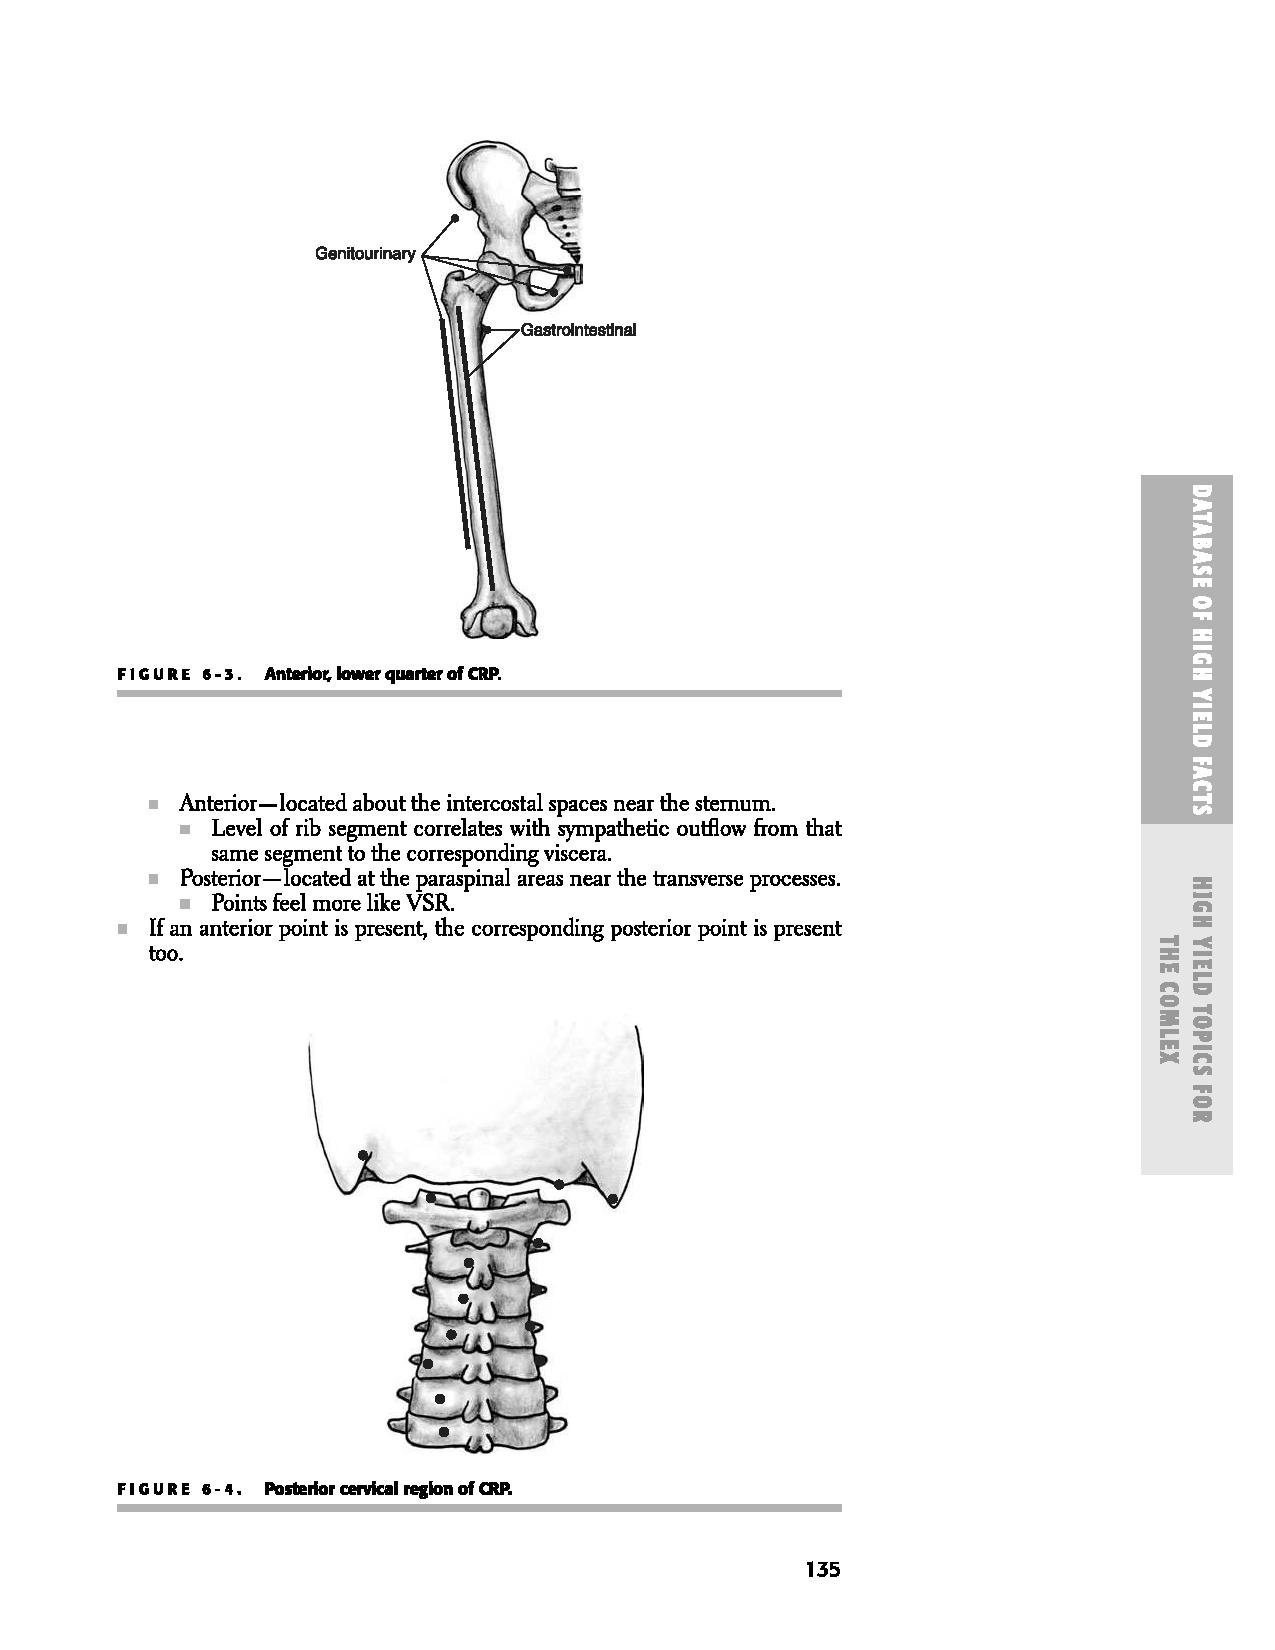 Genitourinary
Gastrointestinal
FIGURE 6-3. Anterior, lower quarter of CRP.
■ Anterior—located about the intercostal spaces near the sternum.
■ Level of rib segment correlates with sympathetic outflow from that
same segment to the corresponding viscera.
■ Posterior—located at the paraspinal areas near the transverse processes.
■ Points feel more like VSR.
■ If an anterior point is present, the corresponding posterior point is present
too.
FIGURE 6-4. Posterior cervical region of CRP.
135
DATABASE OF HIGH YIELD FACTS
HIGH YIELD TOPICS FOR
THE COMLEX